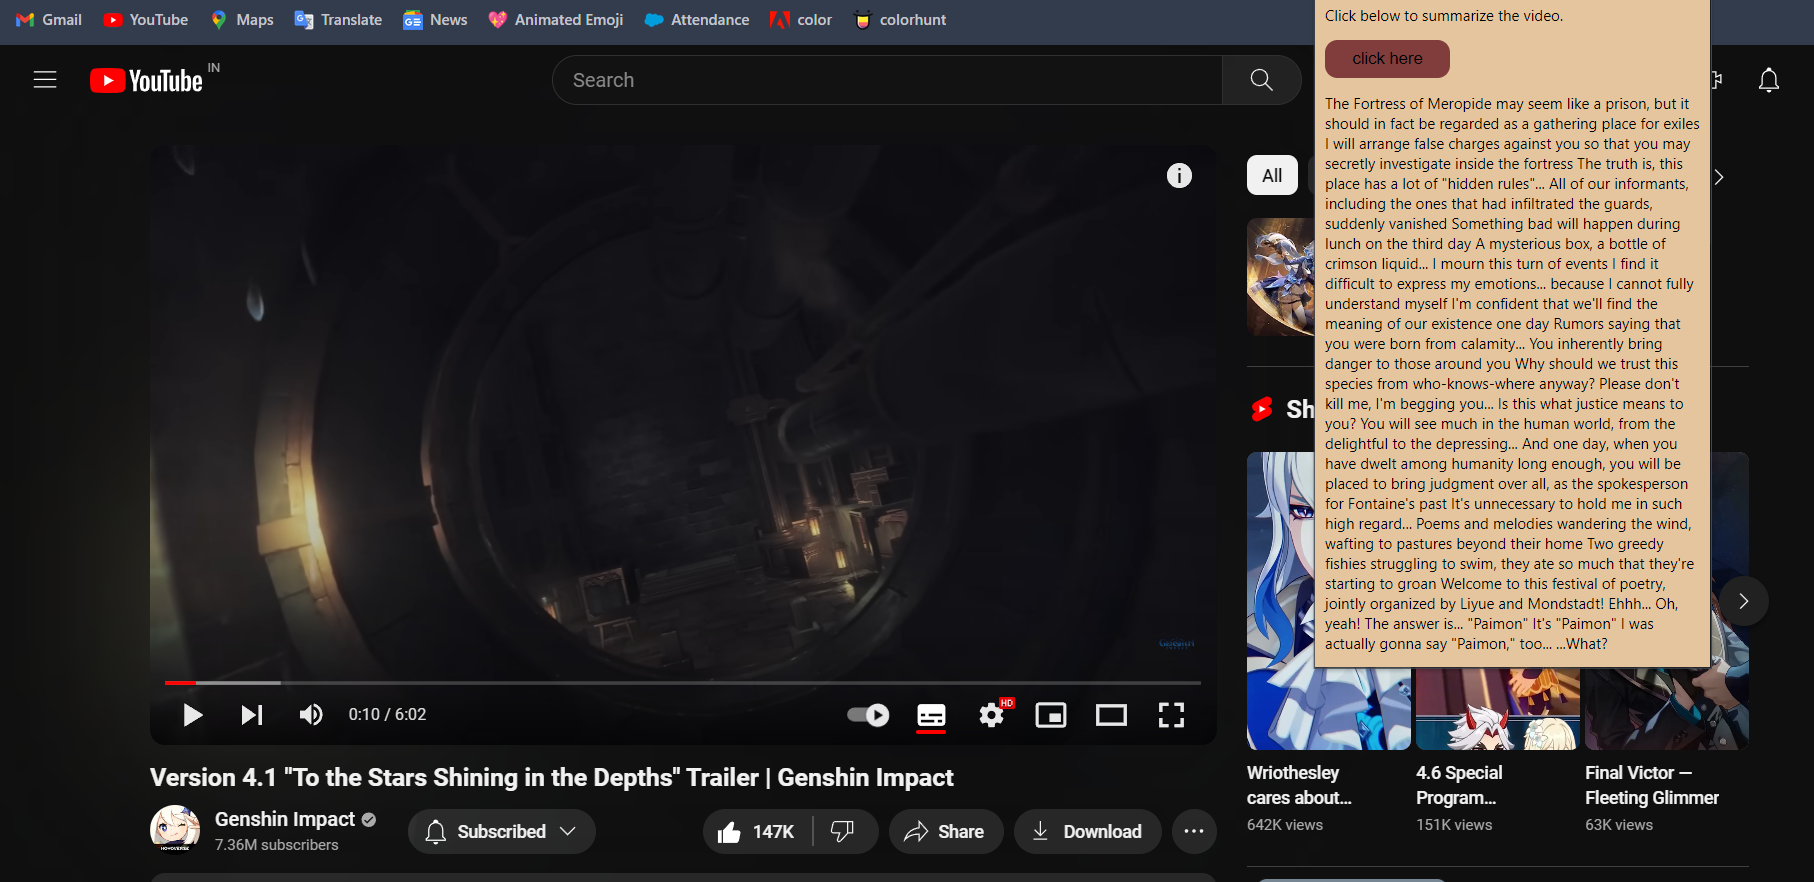 Gmail
YouTube
Maps
Translate
News
Animated Emoji
Attendance
color
colorhunt
YouTube IN
Search
Click below to summarize the video.
click here
The Fortress of Meropide may seem like a prison, but it
should in fact be regarded as a gathering place for exiles
I will arrange false charges against you so that you may
secretly investigate inside the fortress The truth is, this
place has a lot of "hidden rules"... All of our informants,
including the ones that had infiltrated the guards,
suddenly vanished Something bad will happen during
lunch on the third day A mysterious box, a bottle of
crimson liquid... I mourn this turn of events I find it
difficult to express my emotions... because I cannot fully
understand myself I'm confident that we'll find the
meaning of our existence one day Rumors saying that
you were born from calamity... You inherently bring
danger to those around you Why should we trust this
species from who-knows-where anyway? Please don't
kill me, I'm begging you... Is this what justice means to
you? You will see much in the human world, from the
delightful to the depressing... And one day, when you
have dwelt among humanity long enough, you will be
placed to bring judgment over all, as the spokesperson
for Fontaine's past It's unnecessary to hold me in such
high regard... Poems and melodies wandering the wind,
wafting to pastures beyond their home Two greedy
fishies struggling to swim, they ate so much that they're
starting to groan Welcome to this festival of poetry,
jointly organized by Liyue and Mondstadt! Ehhh... Oh,
yeah! The answer is... "Paimon" It's "Paimon" I was
actually gonna say "Paimon," too... ...What?
All
Sh
Genshin
0:10 / 6:02
HD
Version 4.1 "To the Stars Shining in the Depths" Trailer | Genshin Impact
Genshin Impact
7.36M subscribers
Subscribed
147K
Share
Download
Wriothesley
cares about...
642K views
4.6 Special
Program...
151K views
Final Victor —
Fleeting Glimmer
63K views